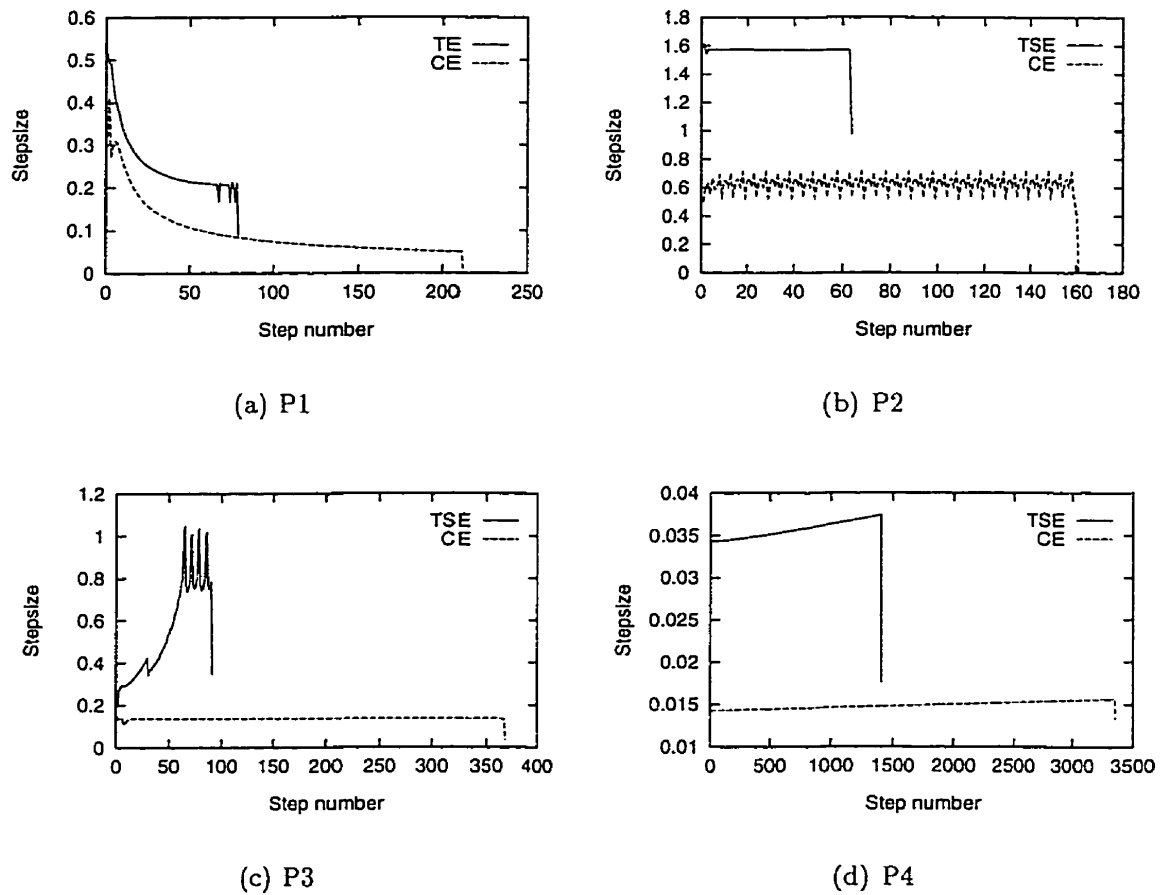 0.6
0.5
0.4
0.3
0.2
0.1
0
Stepsize
TE
CE
0 50 100 150 200 250
Step number
(a) P1
1.8
1.6
1.4
1.2
1
0.8
0.6
0.4
0.2
0
Stepsize
TSE
CE
0 20 40 60 80 100 120 140 160 180
Step number
(b) P2
1.2
1
0.8
0.6
0.4
0.2
0
Stepsize
TSE
CE
0 50 100 150 200 250 300 350 400
Step number
(c) P3
0.04
0.035
0.03
0.025
0.02
0.015
0.01
Stepsize
TSE
CE
0 500 1000 1500 2000 2500 3000 3500
Step number
(d) P4